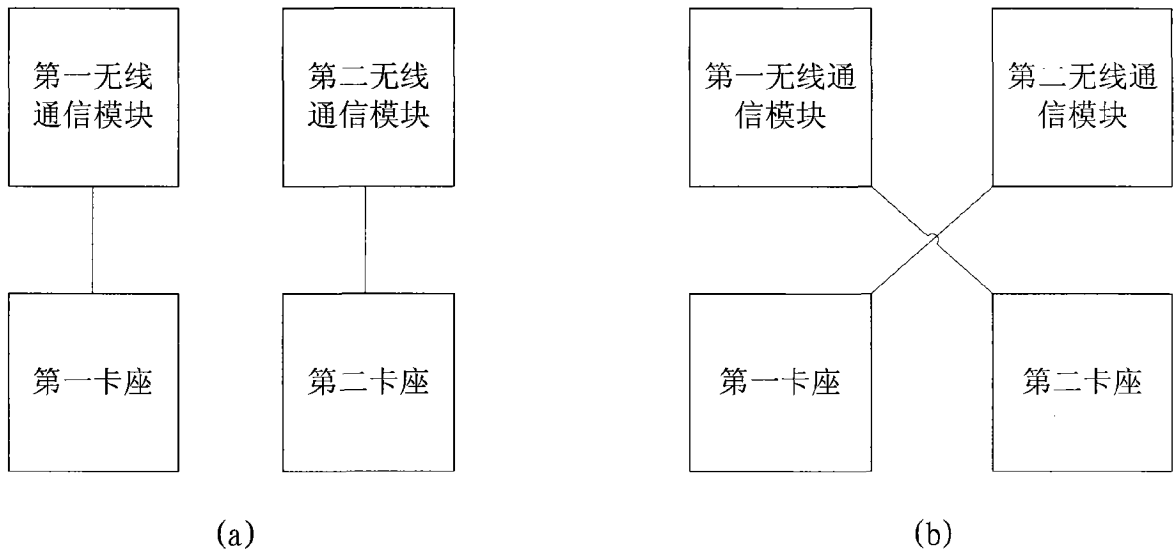 第一无线
通信模块
第二无线
通信模块
第一卡座
第二卡座
(a)
第一无线通
信模块
第二无线通
信模块
第一卡座
第二卡座
(b)